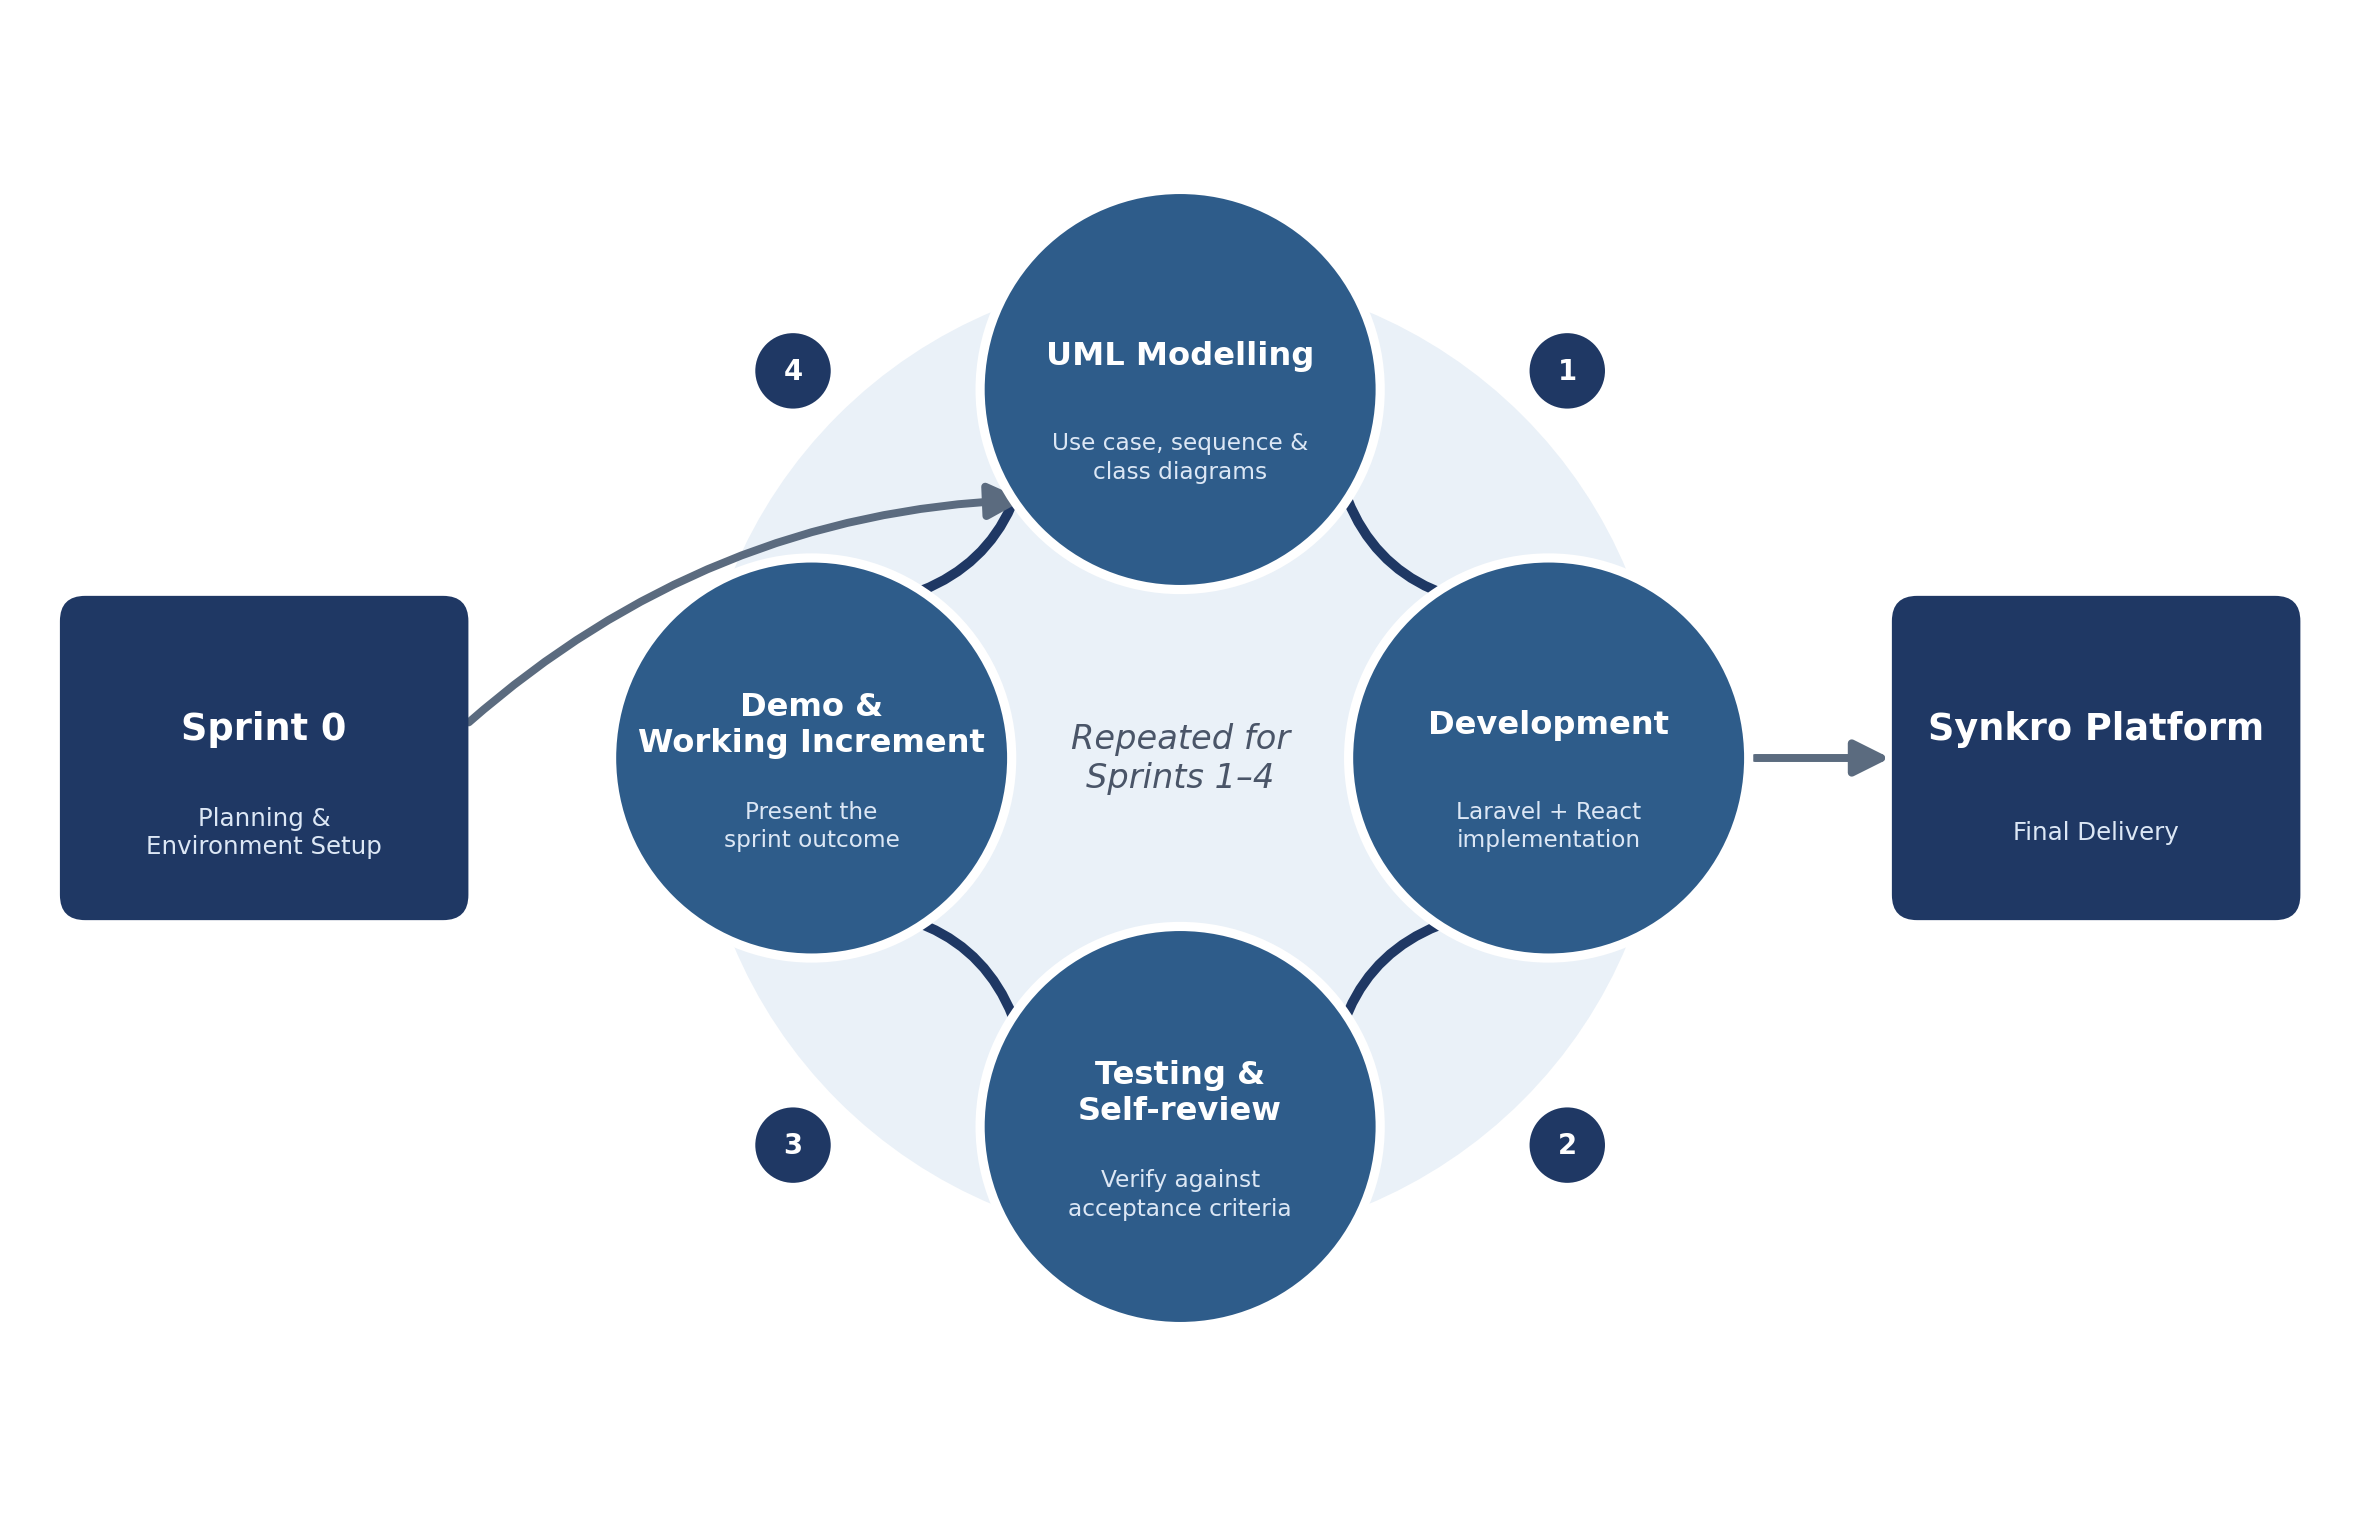 UML Modelling
Use case, sequence &
class diagrams
4
1
Sprint 0
Planning &
Environment Setup
Demo &
Working Increment
Present the
sprint outcome
Repeated for
Sprints 1–4
Development
Laravel + React
implementation
Synkro Platform
Final Delivery
Testing &
Self-review
Verify against
acceptance criteria
3
2